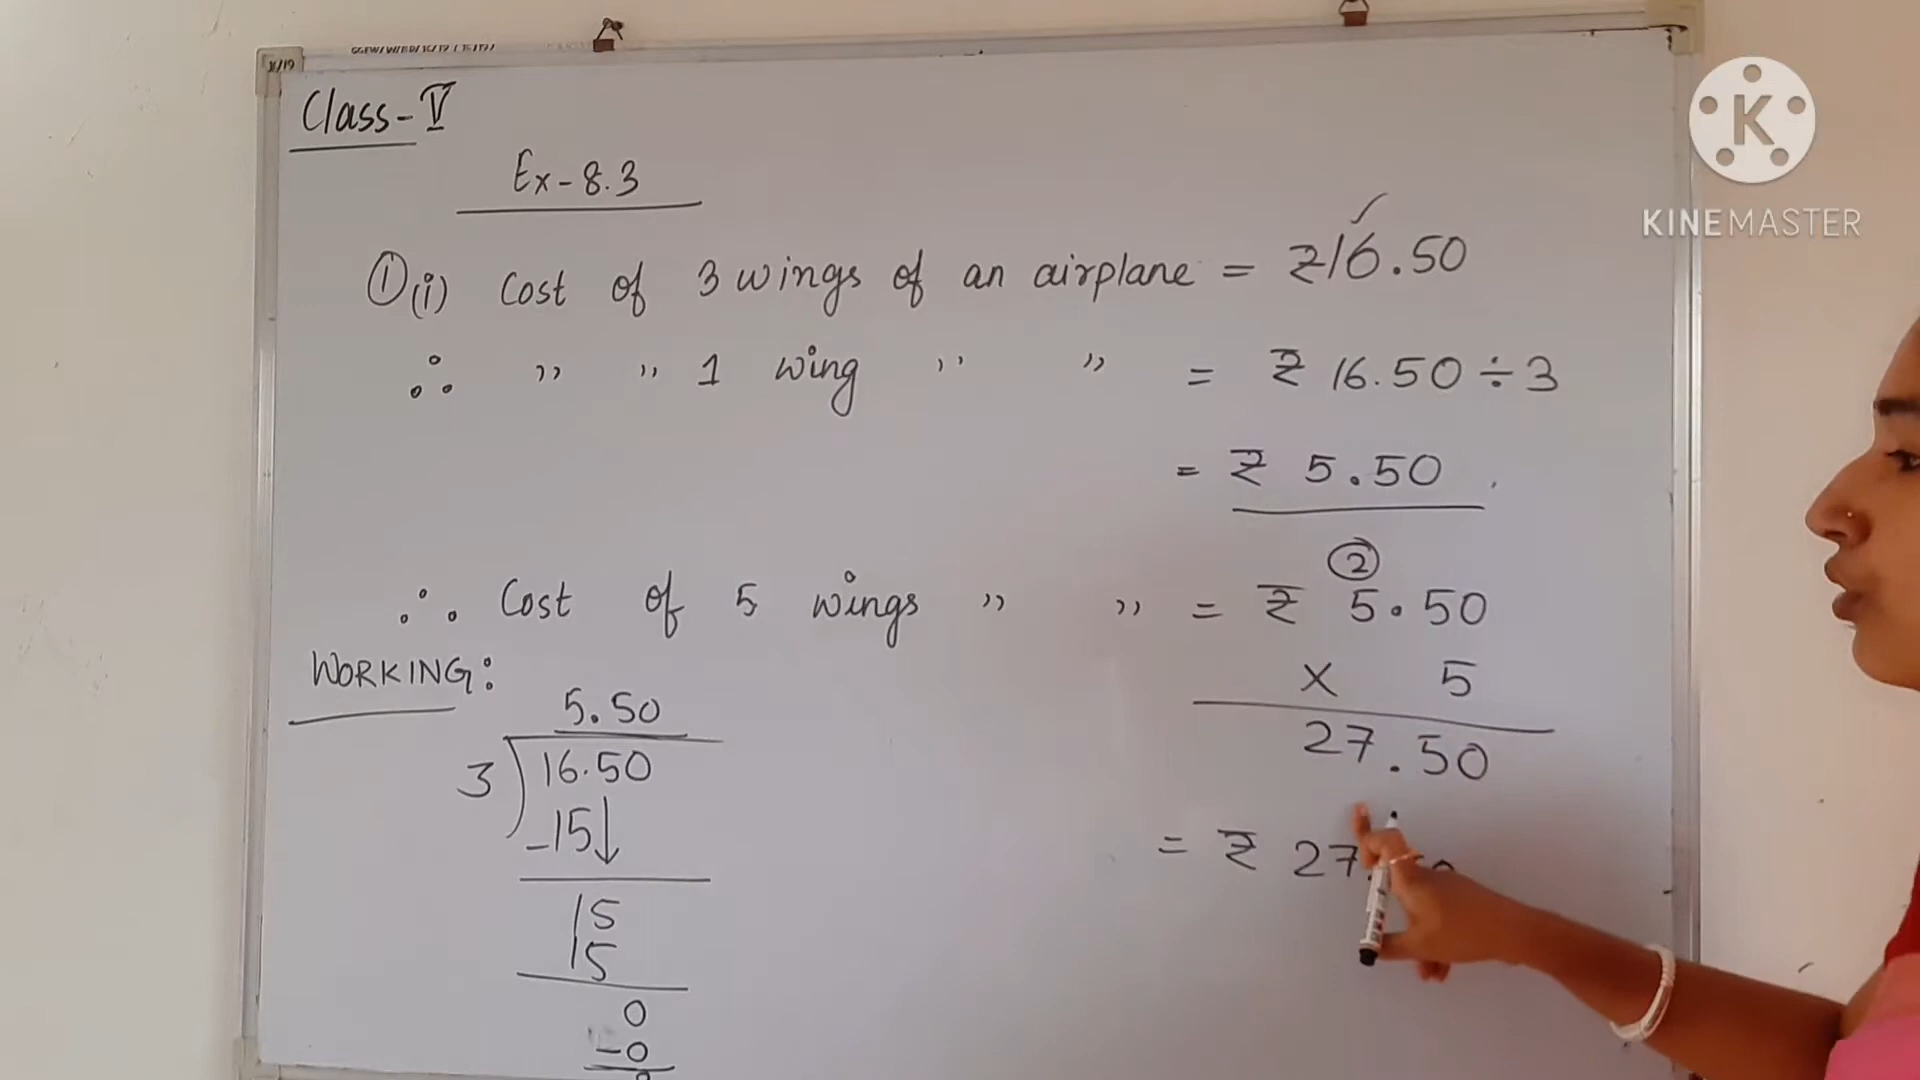 Class-V
Ex-8.3
① (i) Cost of 3 wings of an airplane = ₹16.50
∴ ,, ,, 1 wing ,, ,, = ₹ 16.50 ÷ 3
= ₹ 5.50
②
∴ Cost of 5 wings ,, ,, = ₹ 5.50
x 5
27.50
= ₹ 27
WORKING:
5.50
3 16.50
-15↓
15
15
0
-0
K
KINEMASTER